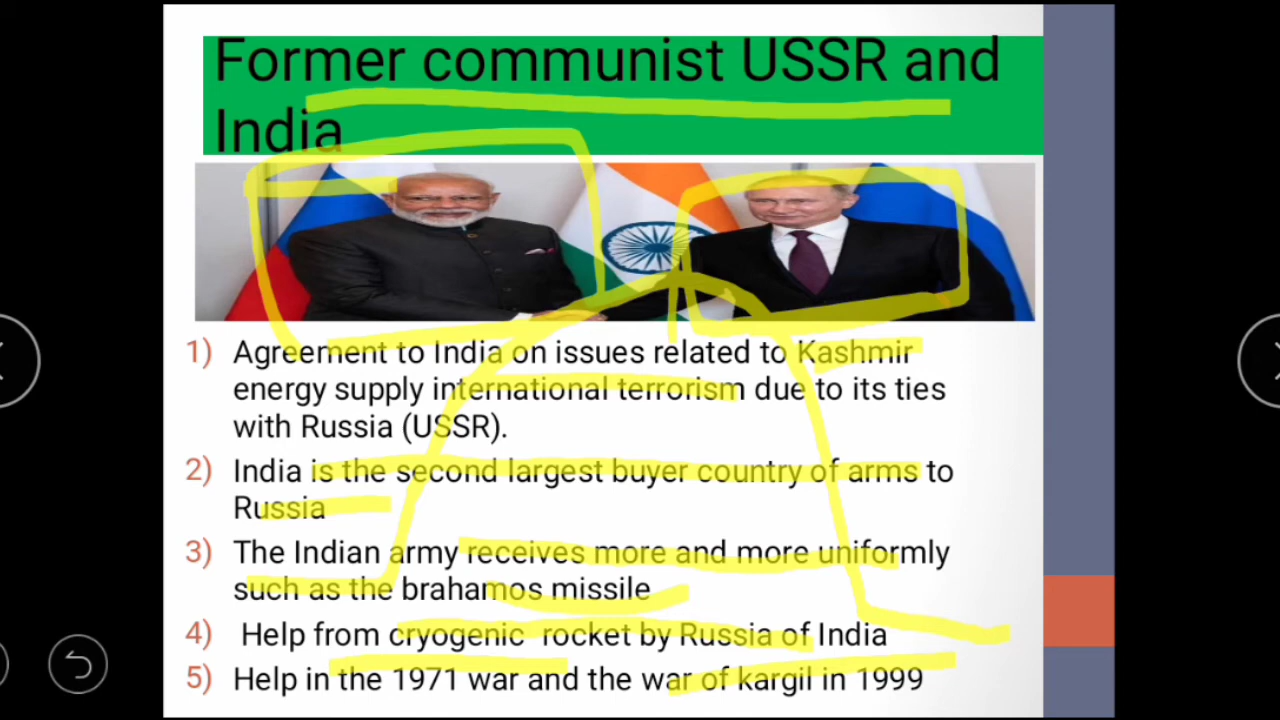 Former communist USSR and
India
1) Agreement to India on issues related to Kashmir
energy supply international terrorism due to its ties
with Russia (USSR).
2) India is the second largest buyer country of arms to
Russia
3) The Indian army receives more and more uniformly
such as the brahamos missile
4) Help from cryogenic rocket by Russia of India
5) Help in the 1971 war and the war of kargil in 1999